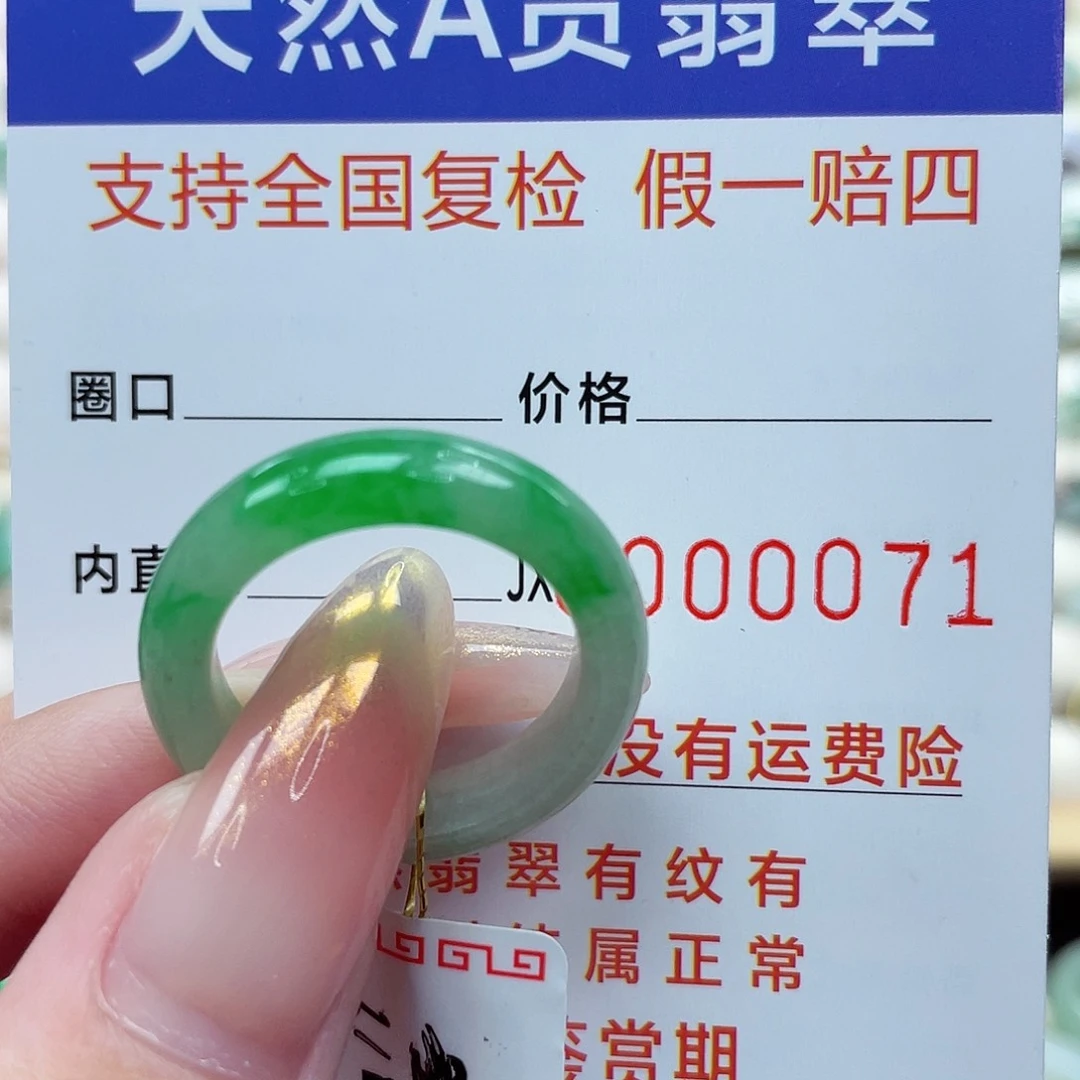 天然A货翡翠
支持全国复检 假一赔四
圈口 价格
内直 JX 000071
没有运费险
翡翠有纹有
属正常
鉴赏期